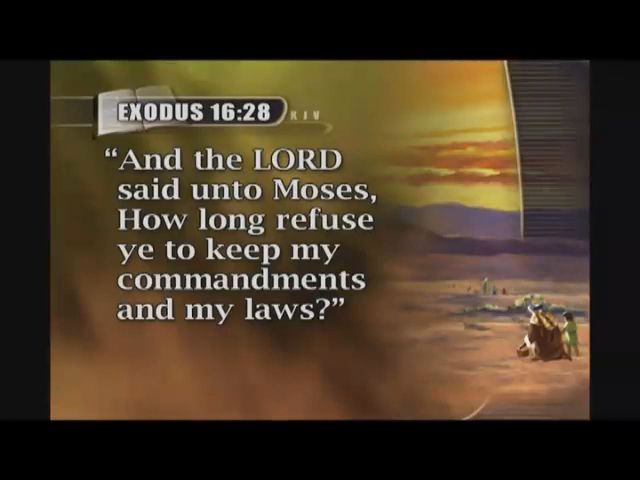 EXODUS 16:28 KJV
“And the LORD
said unto Moses,
How long refuse
ye to keep my
commandments
and my laws?”